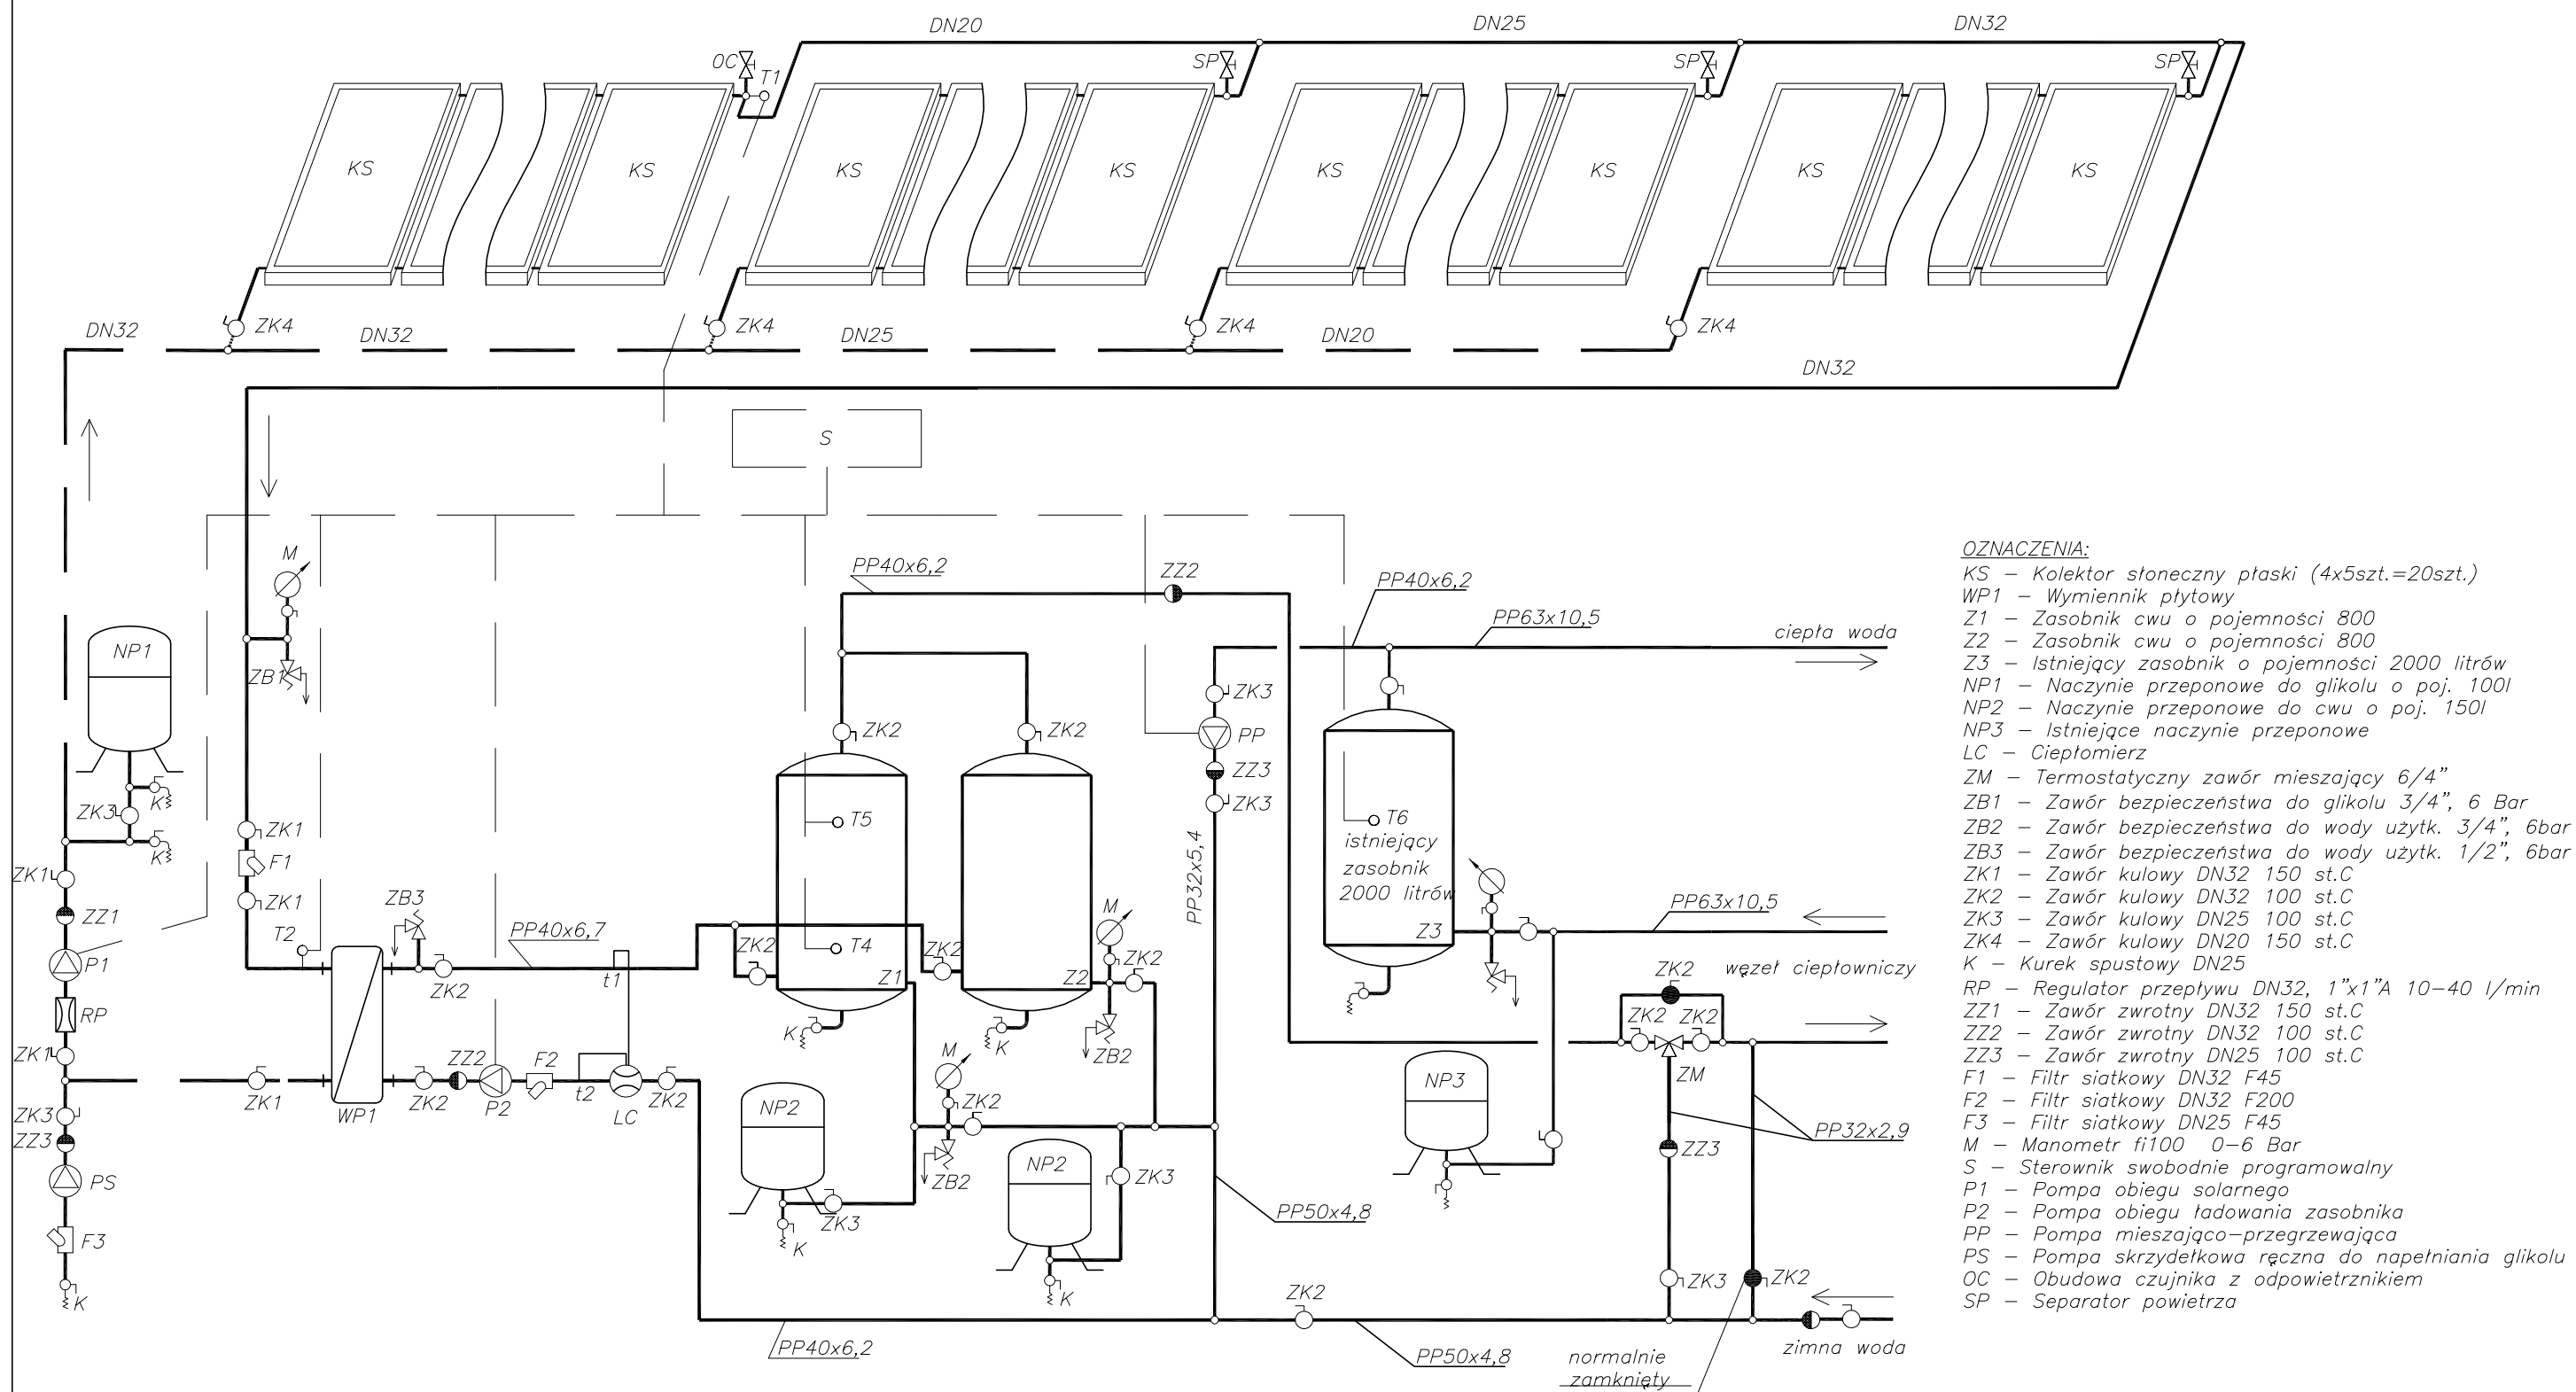 DN20
DN25
DN32
OC
T1
SP
SP
SP
KS
KS
KS
KS
KS
KS
KS
KS
DN32
ZK4
DN32
ZK4
DN25
ZK4
DN20
ZK4
DN32
S
M
PP40x6,2
ZZ2
PP40x6,2
PP63x10,5
ciepła woda
NP1
ZB1
ZK3
ZK2
ZK2
PP
ZZ3
K
ZK3
ZK3
K
ZK1
F1
T5
T6
istniejący
zasobnik
2000 litrów
PP32x5,4
ZK1
ZK1
ZB3
M
PP63x10,5
ZZ1
T2
PP40x6,7
ZK2
T4
ZK2
ZK2
Z3
P1
ZK2
t1
Z1
Z2
ZK2
węzeł ciepłowniczy
RP
K
K
ZK2
ZK2
ZK1
ZZ2
F2
M
ZB2
ZM
NP3
ZK1
WP1
ZK2
P2
t2
LC
ZK2
NP2
ZK2
ZK3
ZZ3
PP32x2,9
ZZ3
PS
ZB2
NP2
ZK3
F3
ZK3
K
PP50x4,8
K
K
ZK2
ZK3
ZK2
PP40x6,2
PP50x4,8
normalnie
zamknięty
zimna woda
OZNACZENIA:
KS – Kolektor słoneczny płaski (4x5szt.=20szt.)
WP1 – Wymiennik płytowy
Z1 – Zasobnik cwu o pojemności 800
Z2 – Zasobnik cwu o pojemności 800
Z3 – Istniejący zasobnik o pojemności 2000 litrów
NP1 – Naczynie przeponowe do glikolu o poj. 100l
NP2 – Naczynie przeponowe do cwu o poj. 150l
NP3 – Istniejące naczynie przeponowe
LC – Ciepłomierz
ZM – Termostatyczny zawór mieszający 6/4”
ZB1 – Zawór bezpieczeństwa do glikolu 3/4”, 6 Bar
ZB2 – Zawór bezpieczeństwa do wody użytk. 3/4”, 6bar
ZB3 – Zawór bezpieczeństwa do wody użytk. 1/2”, 6bar
ZK1 – Zawór kulowy DN32 150 st.C
ZK2 – Zawór kulowy DN32 100 st.C
ZK3 – Zawór kulowy DN25 100 st.C
ZK4 – Zawór kulowy DN20 150 st.C
K – Kurek spustowy DN25
RP – Regulator przepływu DN32, 1”x1”A 10–40 l/min
ZZ1 – Zawór zwrotny DN32 150 st.C
ZZ2 – Zawór zwrotny DN32 100 st.C
ZZ3 – Zawór zwrotny DN25 100 st.C
F1 – Filtr siatkowy DN32 F45
F2 – Filtr siatkowy DN32 F200
F3 – Filtr siatkowy DN25 F45
M – Manometr fi100 0–6 Bar
S – Sterownik swobodnie programowalny
P1 – Pompa obiegu solarnego
P2 – Pompa obiegu ładowania zasobnika
PP – Pompa mieszająco–przegrzewająca
PS – Pompa skrzydełkowa ręczna do napełniania glikolu
OC – Obudowa czujnika z odpowietrznikiem
SP – Separator powietrza